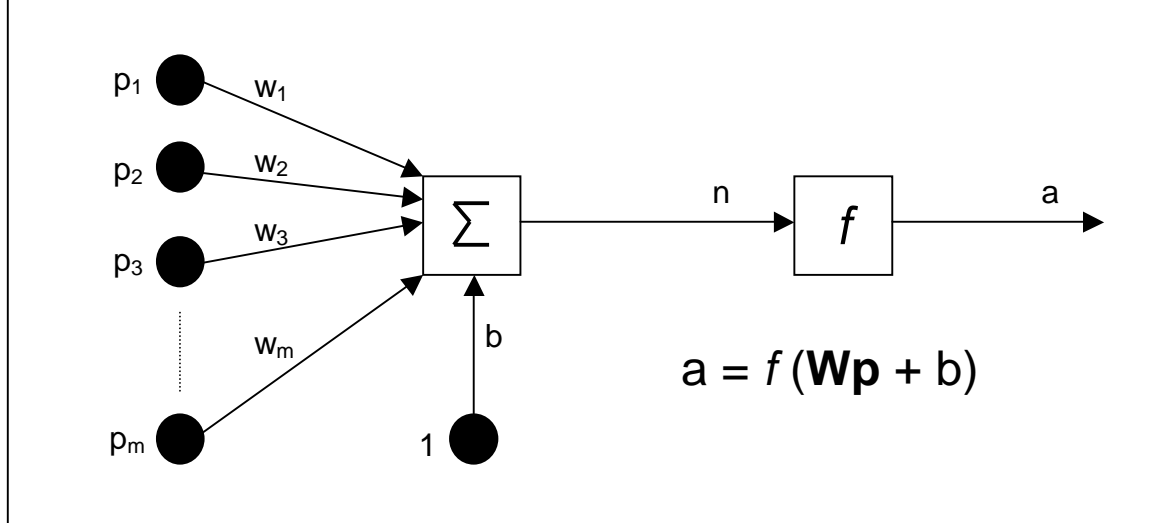 p₁ w₁
p₂ w₂
p₃ w₃
wₘ
pₘ
∑
b
1
n
f
a
a = f (Wp + b)